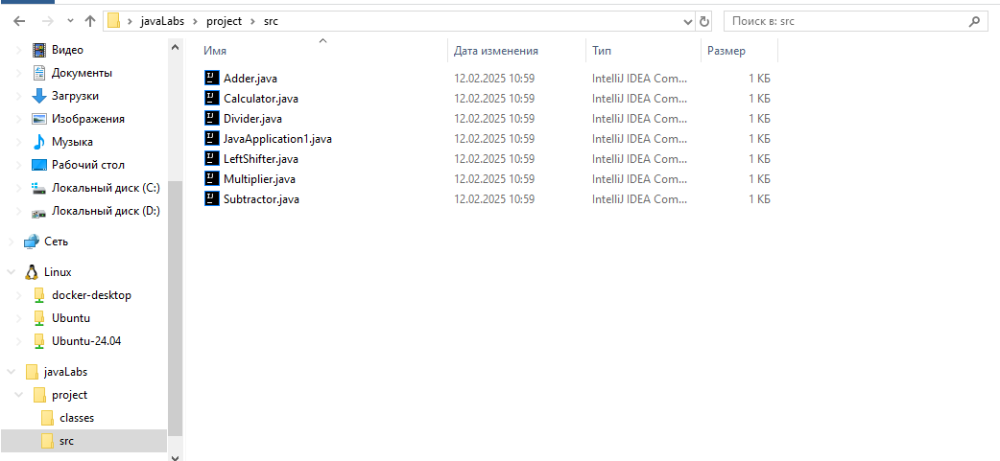 javaLabs project src
Поиск в: src
Видео
Документы
Загрузки
Изображения
Музыка
Рабочий стол
Локальный диск (C:)
Локальный диск (D:)
Сеть
Linux
docker-desktop
Ubuntu
Ubuntu-24.04
javaLabs
project
classes
src
Имя Дата изменения Тип Размер
Adder.java 12.02.2025 10:59 IntelliJ IDEA Com... 1 КБ
Calculator.java 12.02.2025 10:59 IntelliJ IDEA Com... 1 КБ
Divider.java 12.02.2025 10:59 IntelliJ IDEA Com... 1 КБ
JavaApplication1.java 12.02.2025 10:59 IntelliJ IDEA Com... 1 КБ
LeftShifter.java 12.02.2025 10:59 IntelliJ IDEA Com... 1 КБ
Multiplier.java 12.02.2025 10:59 IntelliJ IDEA Com... 1 КБ
Subtractor.java 12.02.2025 10:59 IntelliJ IDEA Com... 1 КБ